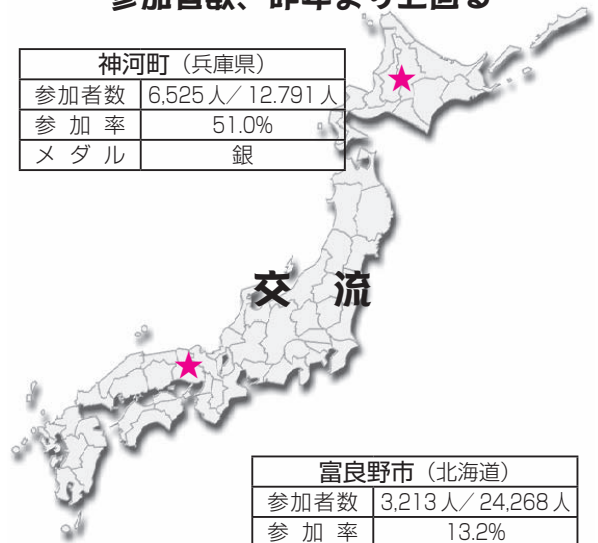 参加者数、昨年より上回る
神河町（兵庫県）
参加者数 6,525人／12.791人
参加率 51.0%
メダル 銀
交流
富良野市（北海道）
参加者数 3,213人／24,268人
参加率 13.2%